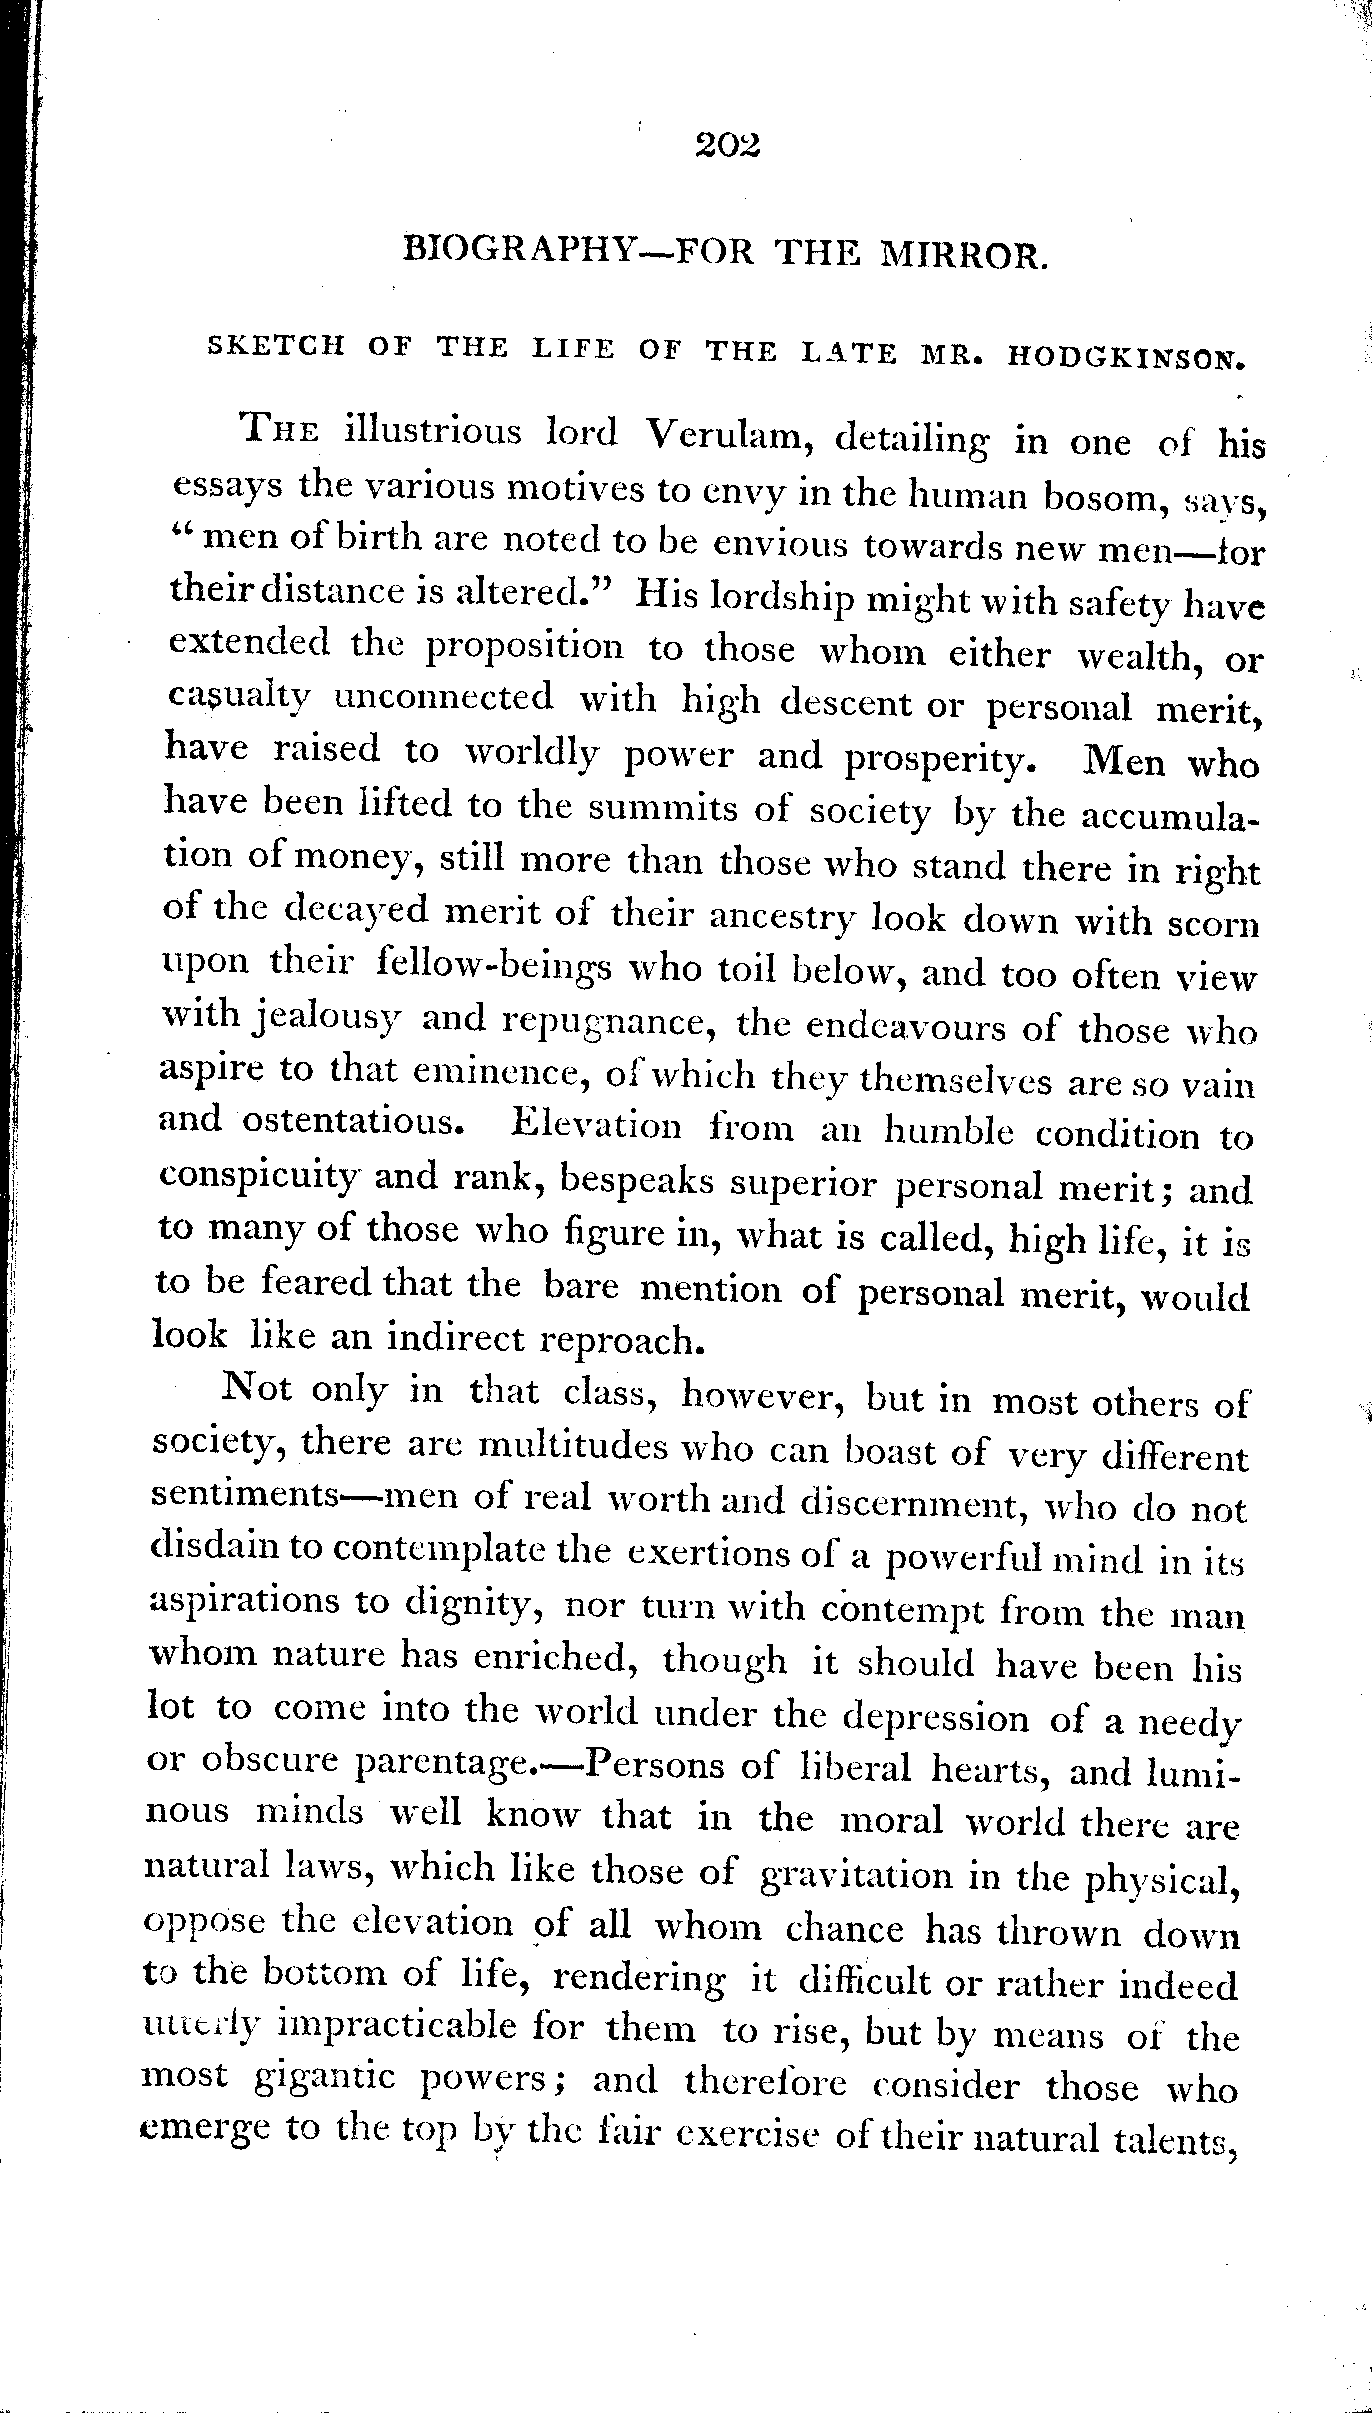 202
BIOGRAPHY—FOR THE MIRROR.
SKETCH OF THE LIFE OF THE LATE MR. HODGKINSON.
THE illustrious lord Verulam, detailing in one of his
essays the various motives to envy in the human bosom, says,
“ men of birth are noted to be envious towards new men—for
their distance is altered.” His lordship might with safety have
extended the proposition to those whom either wealth, or
casualty unconnected with high descent or personal merit,
have raised to worldly power and prosperity. Men who
have been lifted to the summits of society by the accumula-
tion of money, still more than those who stand there in right
of the decayed merit of their ancestry look down with scorn
upon their fellow-beings who toil below, and too often view
with jealousy and repugnance, the endeavours of those who
aspire to that eminence, of which they themselves are so vain
and ostentatious. Elevation from an humble condition to
conspicuity and rank, bespeaks superior personal merit; and
to many of those who figure in, what is called, high life, it is
to be feared that the bare mention of personal merit, would
look like an indirect reproach.
Not only in that class, however, but in most others of
society, there are multitudes who can boast of very different
sentiments—men of real worth and discernment, who do not
disdain to contemplate the exertions of a powerful mind in its
aspirations to dignity, nor turn with contempt from the man
whom nature has enriched, though it should have been his
lot to come into the world under the depression of a needy
or obscure parentage.—Persons of liberal hearts, and lumi-
nous minds well know that in the moral world there are
natural laws, which like those of gravitation in the physical,
oppose the elevation of all whom chance has thrown down
to the bottom of life, rendering it difficult or rather indeed
utterly impracticable for them to rise, but by means of the
most gigantic powers; and therefore consider those who
emerge to the top by the fair exercise of their natural talents,